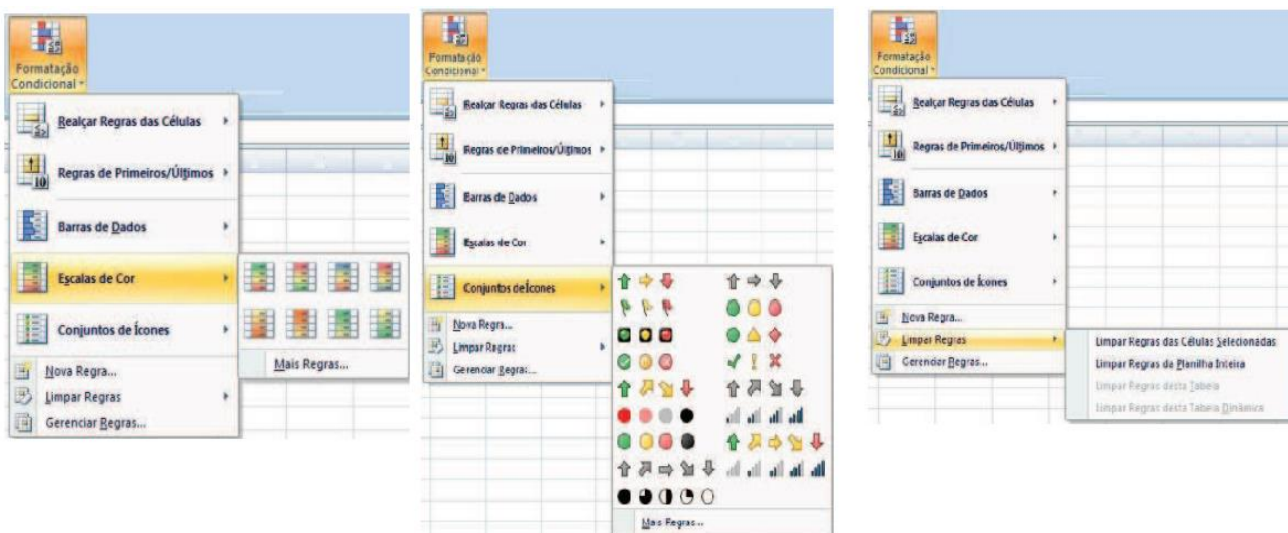 Formatação
Condicional
Realçar Regras das Células
Regras de Primeiros/Últimos
10
Barras de Dados
Escalas de Cor
Conjuntos de Ícones
Nova Regra...
Limpar Regras
Gerenciar Regras...
Mais Regras...
Formatação
Condicional
Realçar Regras das Células
Regras de Primeiros/Últimos
10
Barras de Dados
Escalas de Cor
Conjuntos de Ícones
Nova Regra...
Limpar Regras
Gerenciar Regras...
Mais Regras...
Formatação
Condicional
Realçar Regras das Células
Regras de Primeiros/Últimos
10
Barras de Dados
Escalas de Cor
Conjuntos de Ícones
Nova Regra...
Limpar Regras
Gerenciar Regras...
Limpar Regras das Células Selecionadas
Limpar Regras da Planilha Inteira
Limpar Regras desta Tabela
Limpar Regras desta Tabela Dinâmica